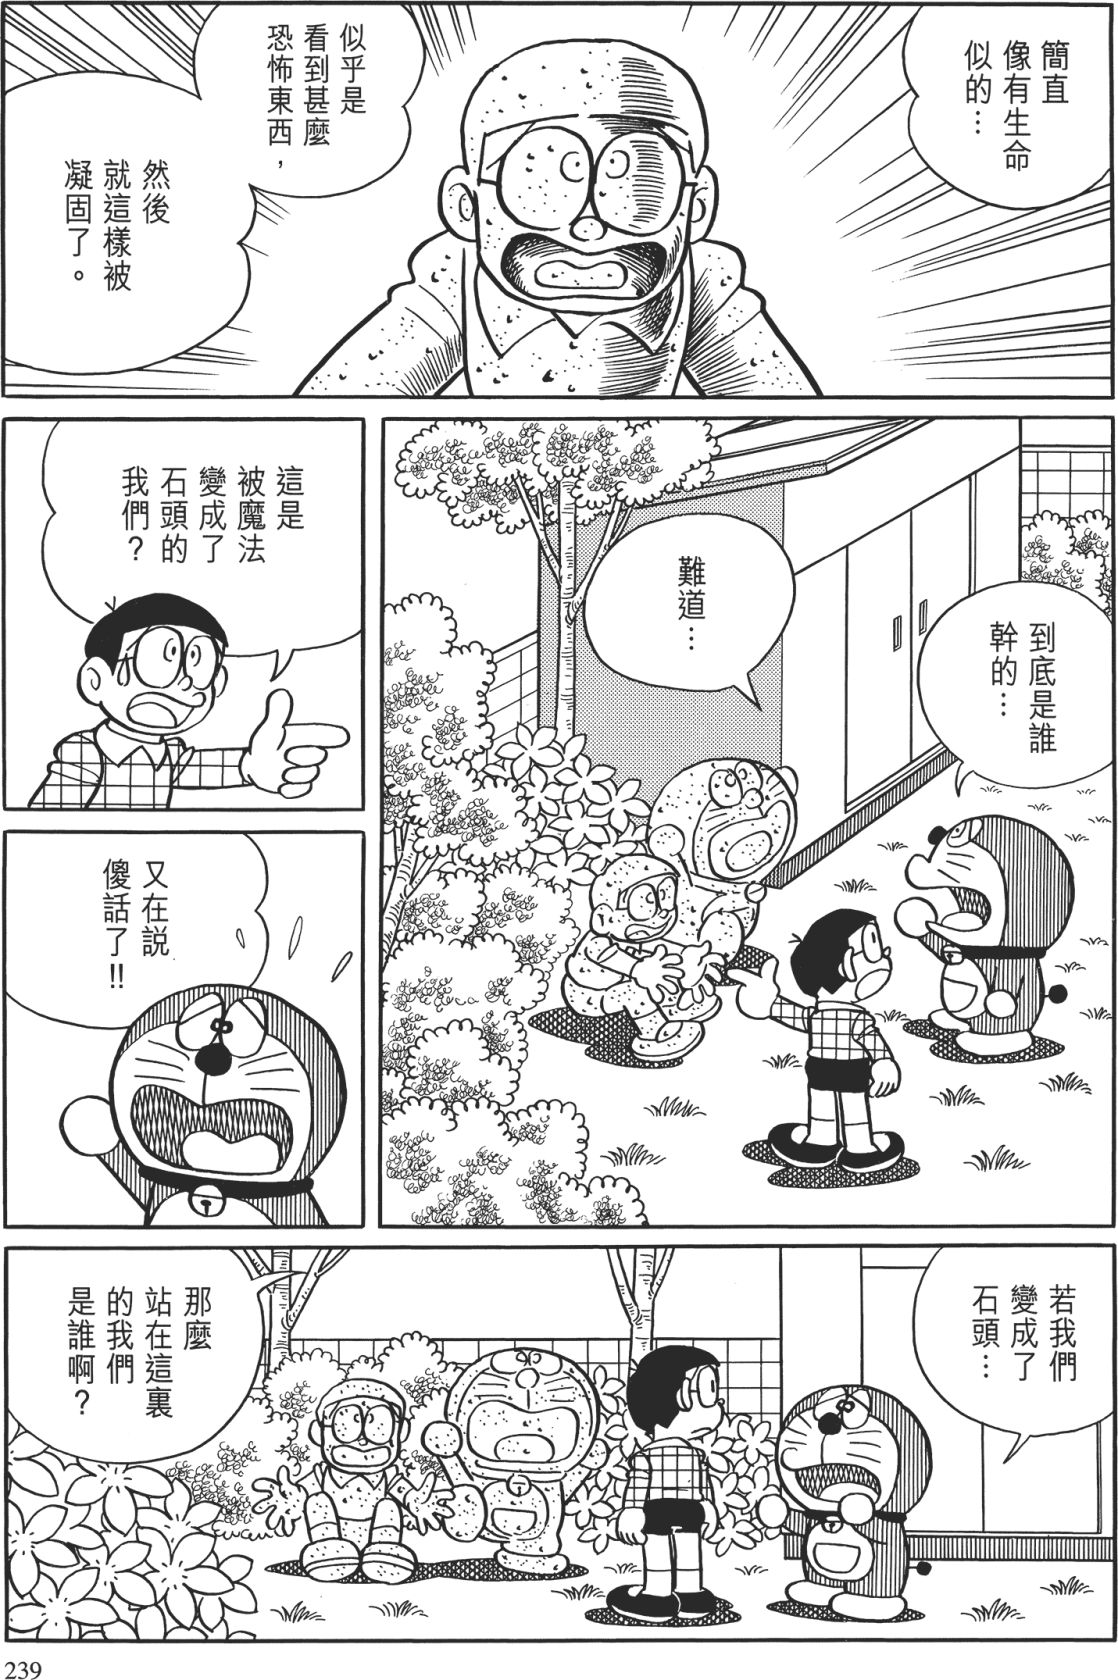 簡直
像有生命
似的…
似乎是
看到甚麼
恐怖東西，
然後
就這樣被
凝固了。
到底是誰
幹的…
難道…
這是
被魔法
變成了
石頭的
我們？
又在説
傻話了!!
若我們
變成了
石頭…
那麼
站在這裏
的我們
是誰啊？
239